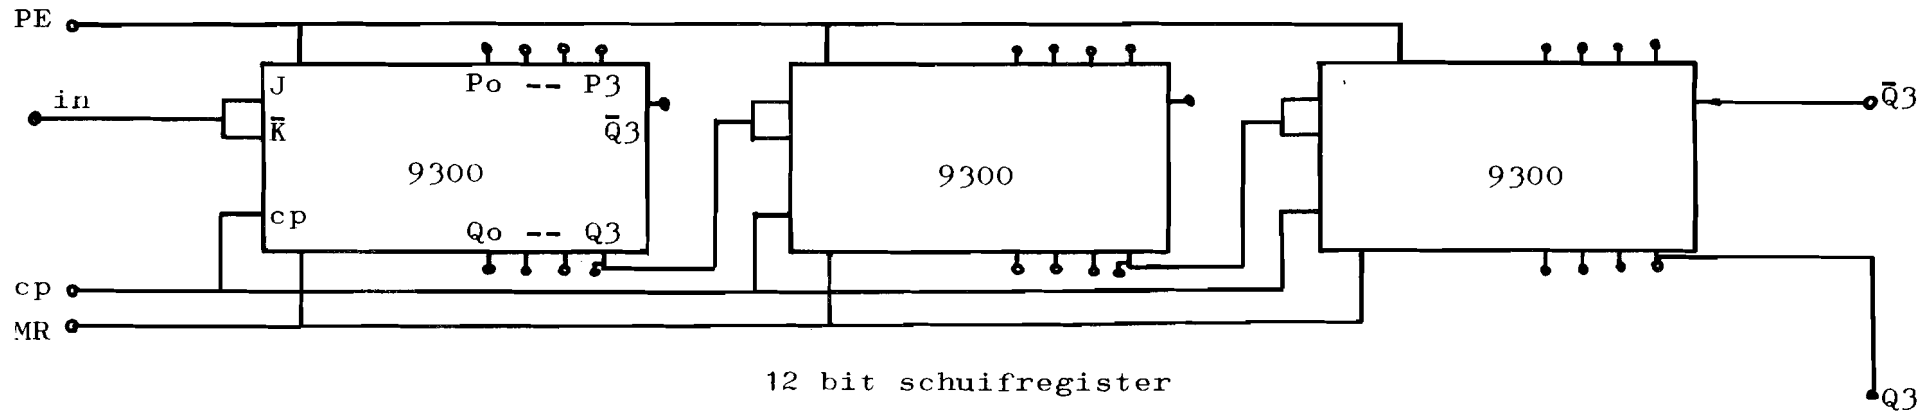 PE
J
Po -- P3
in
K̅
Q̅3
Q̅3
9300
9300
9300
cp
Qo -- Q3
cp
MR
12 bit schuifregister
Q3